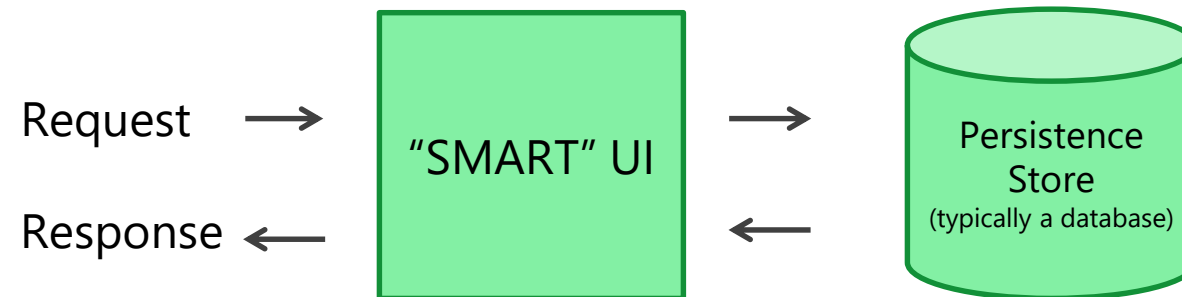 Request
Response
“SMART” UI
Persistence
Store
(typically a database)